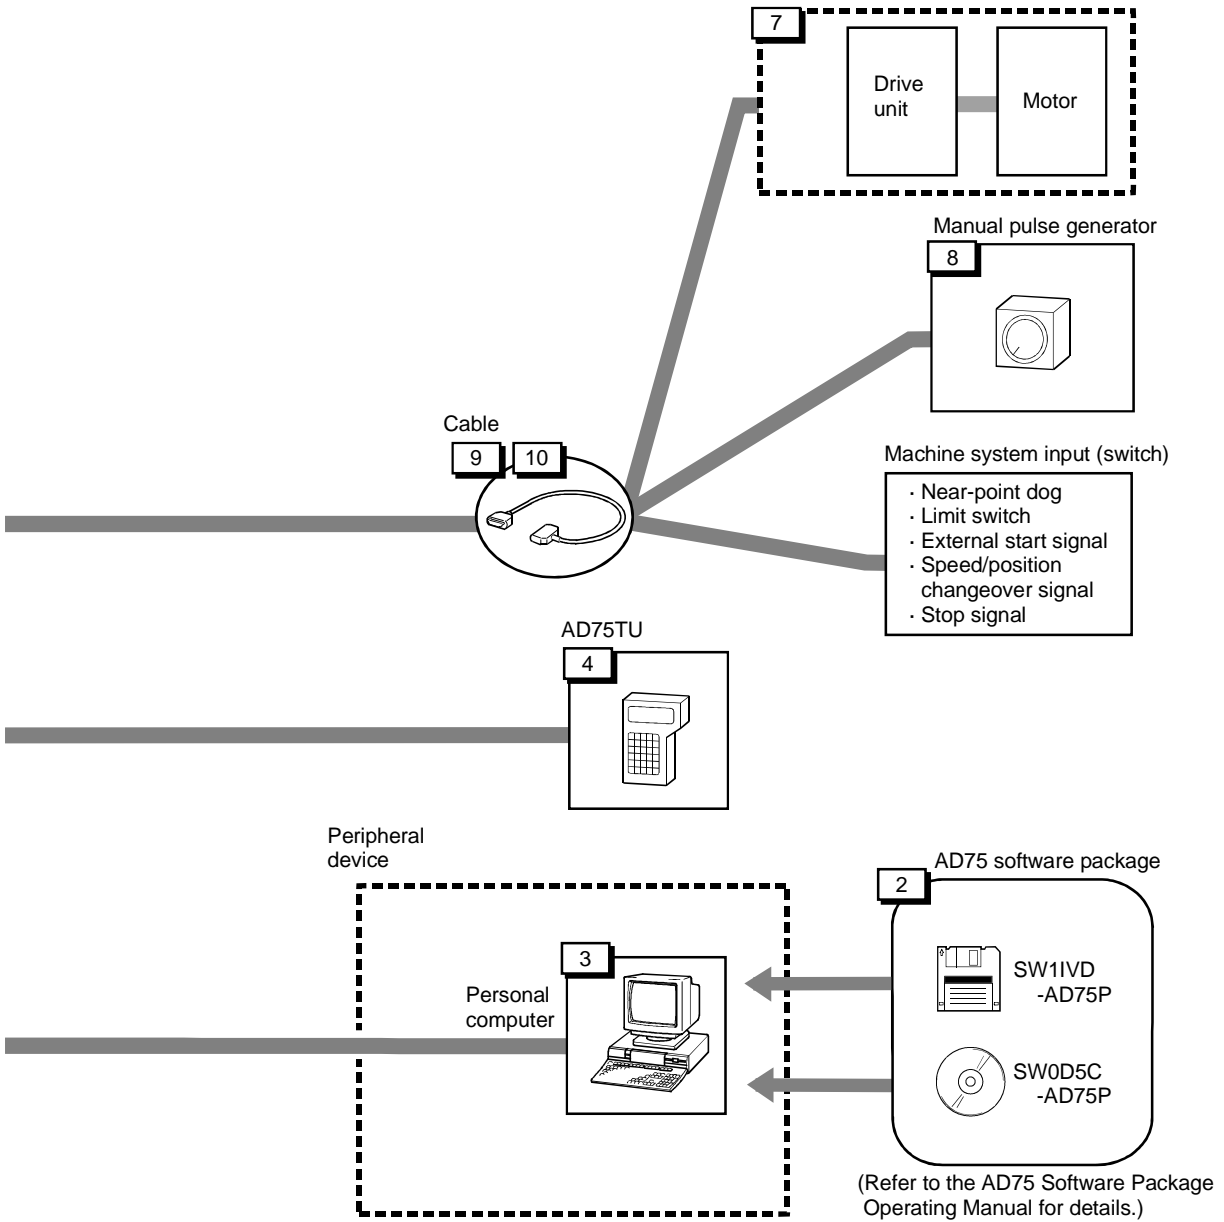 7
Drive
unit
Motor
Manual pulse generator
8
Cable
9
10
Machine system input (switch)
· Near-point dog
· Limit switch
· External start signal
· Speed/position
changeover signal
· Stop signal
AD75TU
4
Peripheral
device
AD75 software package
2
3
Personal
computer
SW1IVD
-AD75P
SW0D5C
-AD75P
(Refer to the AD75 Software Package
Operating Manual for details.)